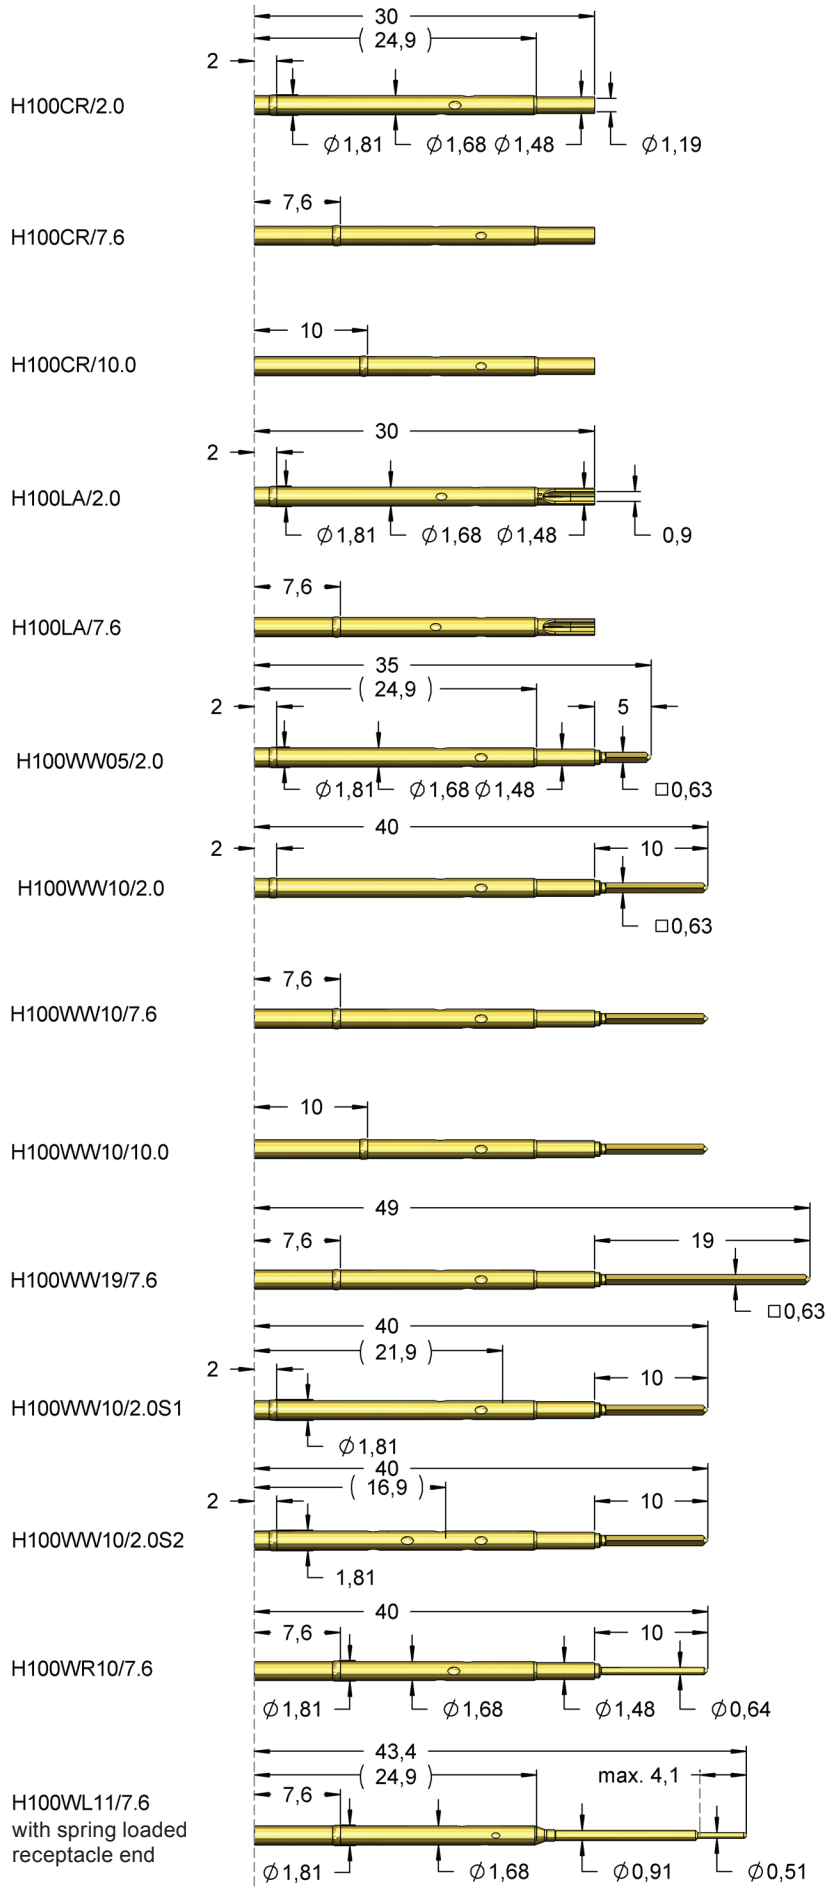 30
( 24,9 )
2
H100CR/2.0
∅1,81 ∅1,68 ∅1,48 ∅1,19
7,6
H100CR/7.6
10
H100CR/10.0
30
2
H100LA/2.0
∅1,81 ∅1,68 ∅1,48 0,9
7,6
H100LA/7.6
35
( 24,9 )
2 5
H100WW05/2.0
∅1,81 ∅1,68 ∅1,48 □0,63
40
2 10
H100WW10/2.0
□0,63
7,6
H100WW10/7.6
10
H100WW10/10.0
49
7,6 19
H100WW19/7.6
□0,63
40
( 21,9 )
2 10
H100WW10/2.0S1
∅1,81
40
( 16,9 )
2 10
H100WW10/2.0S2
1,81
40
7,6 10
H100WR10/7.6
∅1,81 ∅1,68 ∅1,48 ∅0,64
43,4
( 24,9 ) max. 4,1
7,6
H100WL11/7.6
with spring loaded
receptacle end
∅1,81 ∅1,68 ∅0,91 ∅0,51